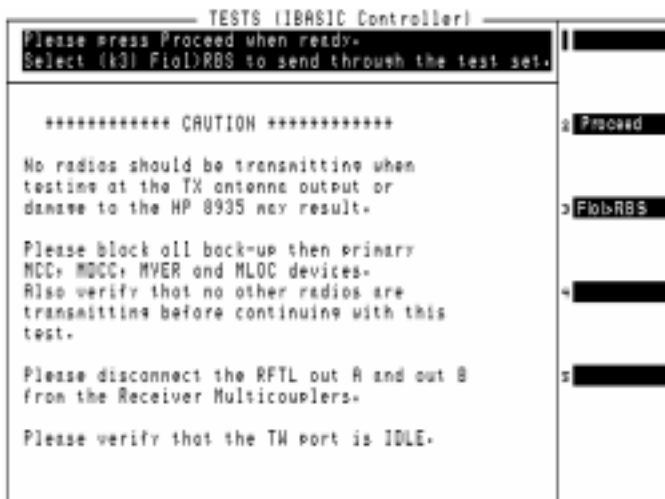 TESTS (IBASIC Controller)
Please press Proceed when ready.
Select (k3) Fiol>RBS to send through the test set.
************ CAUTION ************
No radios should be transmitting when
testing at the TX antenna output or
damage to the HP 8935 may result.
Please block all back-up then primary
MCC, MDCC, MVER and MLOC devices.
Also verify that no other radios are
transmitting before continuing with this
test.
Please disconnect the RFTL out A and out B
from the Receiver Multicouplers.
Please verify that the TW port is IDLE.
1
2 Proceed
3 Fiol>RBS
4
5